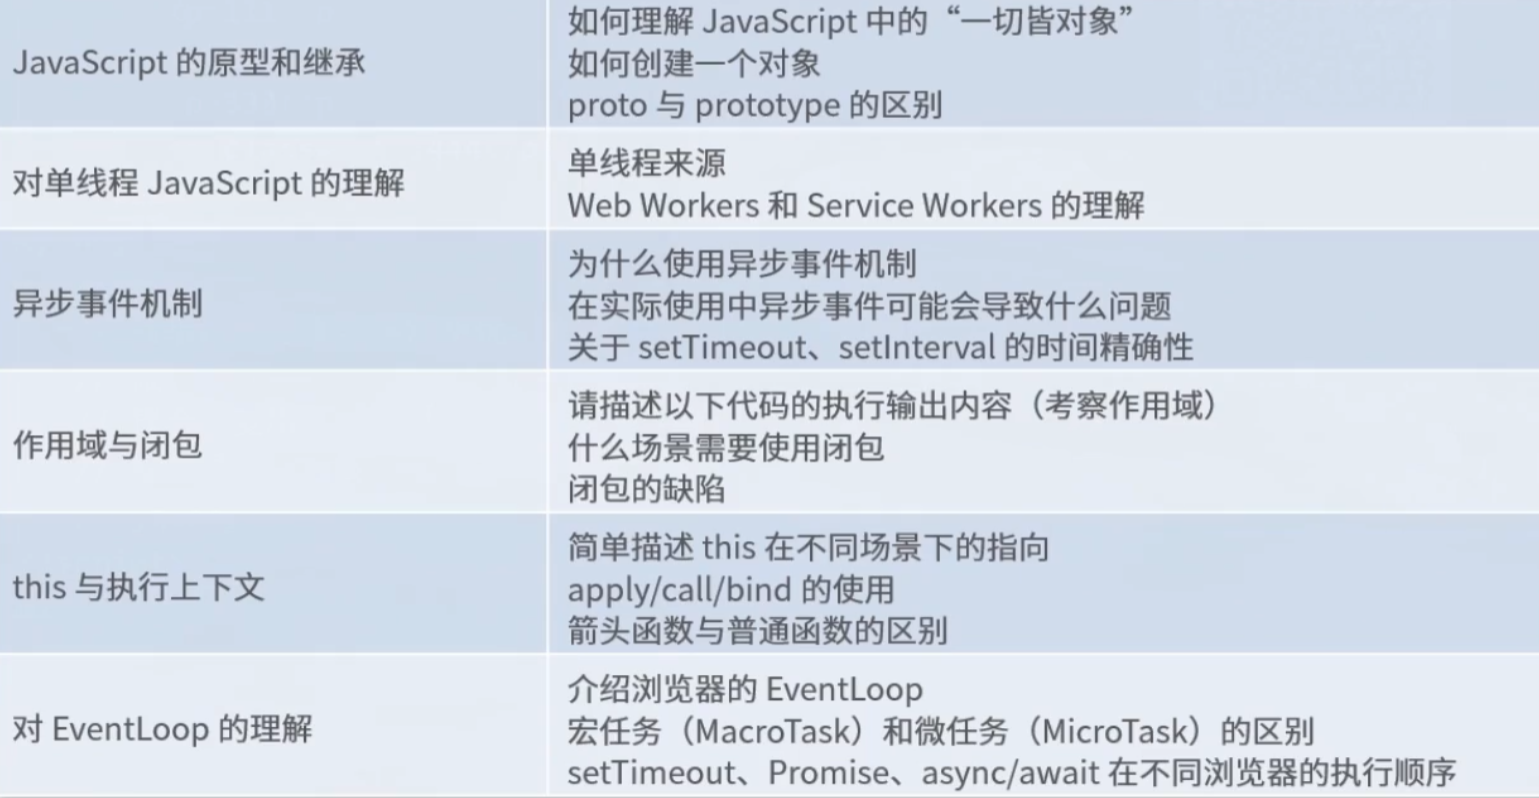 JavaScript 的原型和继承
如何理解 JavaScript 中的“一切皆对象”
如何创建一个对象
proto 与 prototype 的区别
对单线程 JavaScript 的理解
单线程来源
Web Workers 和 Service Workers 的理解
异步事件机制
为什么使用异步事件机制
在实际使用中异步事件可能会导致什么问题
关于 setTimeout、setInterval 的时间精确性
作用域与闭包
请描述以下代码的执行输出内容（考察作用域）
什么场景需要使用闭包
闭包的缺陷
this 与执行上下文
简单描述 this 在不同场景下的指向
apply/call/bind 的使用
箭头函数与普通函数的区别
对 EventLoop 的理解
介绍浏览器的 EventLoop
宏任务（MacroTask）和微任务（MicroTask）的区别
setTimeout、Promise、async/await 在不同浏览器的执行顺序